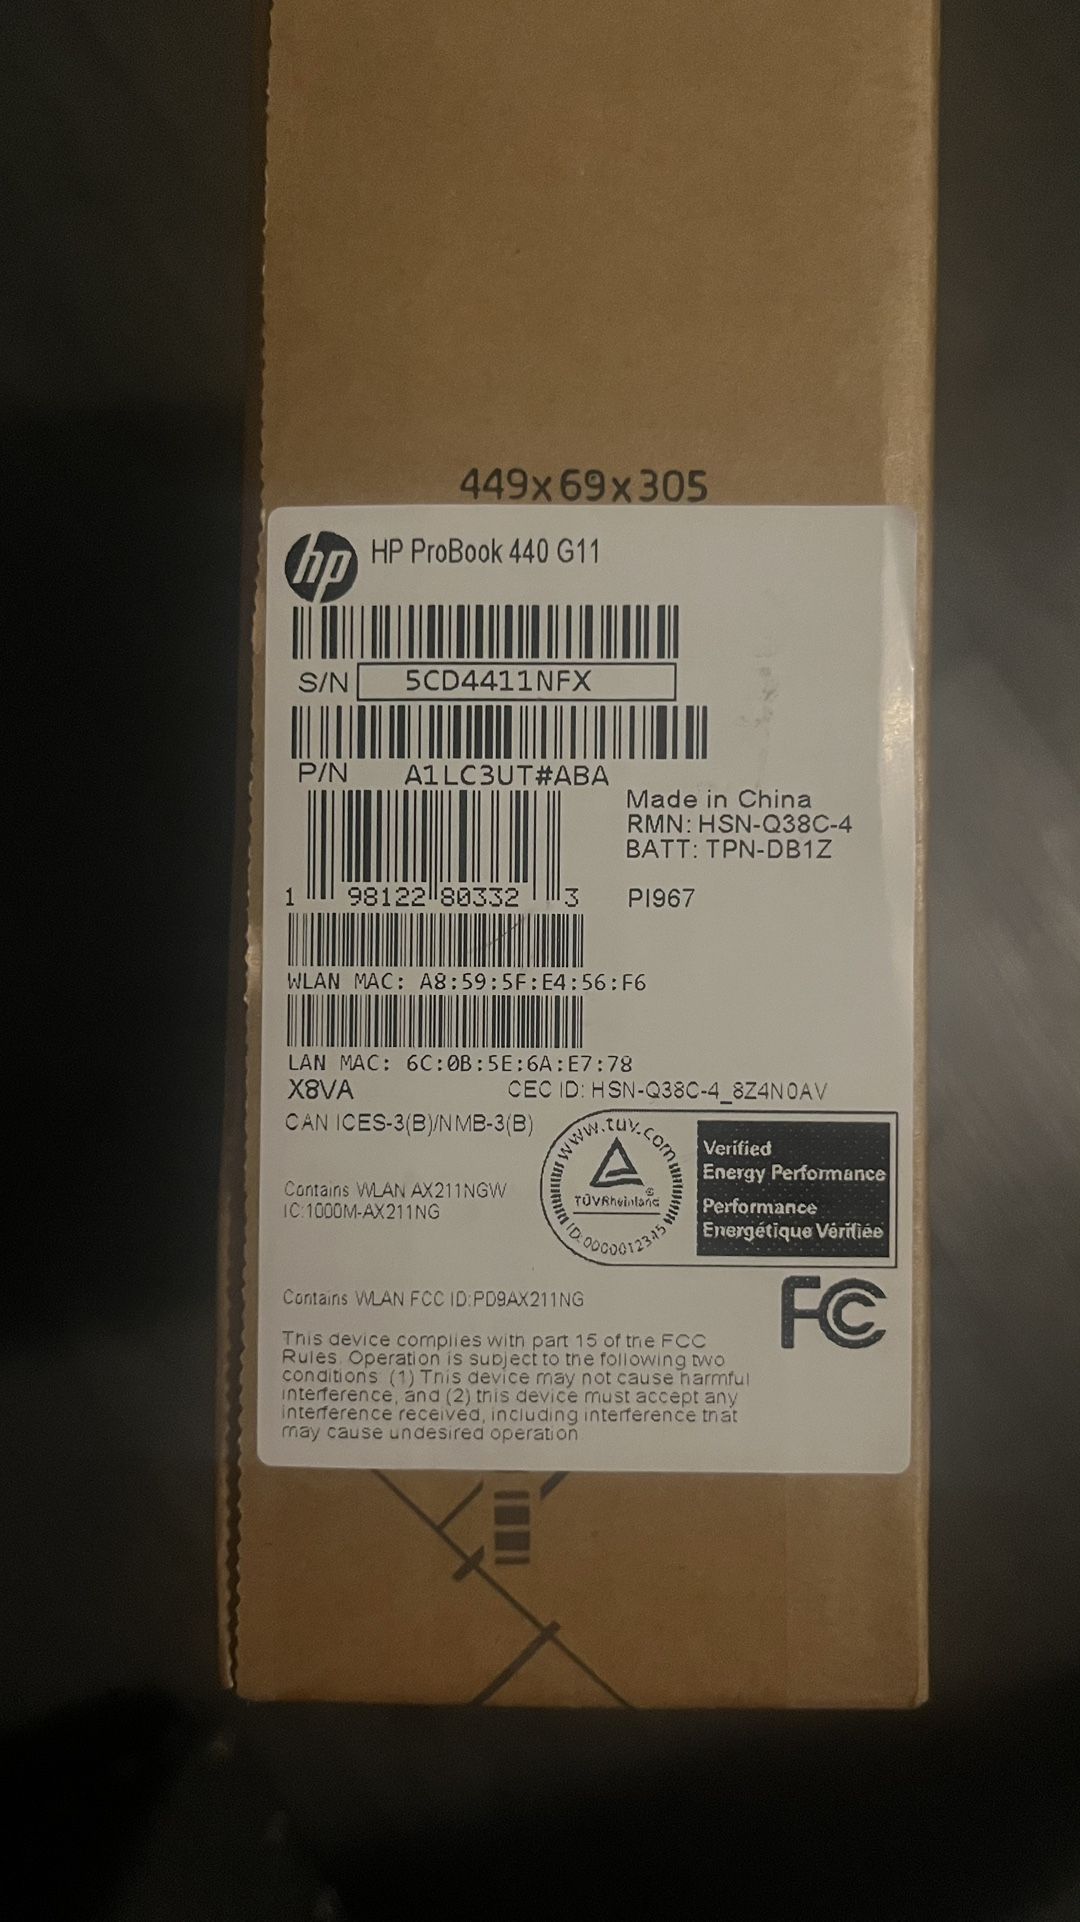 449x69x305
hp HP ProBook 440 G11
S/N 5CD4411NFX
P/N A1LC3UT#ABA
Made in China
RMN: HSN-Q38C-4
BATT: TPN-DB1Z
1 98122 80332 3
PI967
WLAN MAC: A8:59:5F:E4:56:F6
LAN MAC: 6C:0B:5E:6A:E7:78
X8VA CEC ID: HSN-Q38C-4_8Z4N0AV
CAN ICES-3(B)/NMB-3(B)
www.tuv.com
TÜVRheinland®
ID:0000012345
Verified
Energy Performance
Performance
Energétique Vérifiée
Contains WLAN AX211NGW
IC:1000M-AX211NG
Contains WLAN FCC ID:PD9AX211NG
FC
This device complies with part 15 of the FCC
Rules. Operation is subject to the following two
conditions: (1) This device may not cause harmful
interference, and (2) this device must accept any
interference received, including interference that
may cause undesired operation.